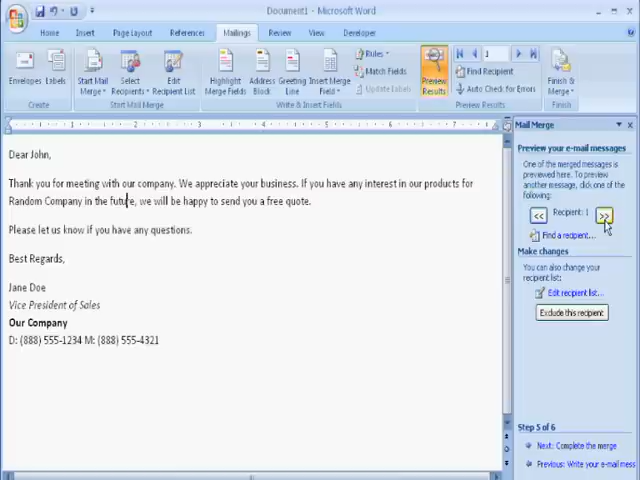 Document1 - Microsoft Word
Home Insert Page Layout References Mailings Review View Developer
Envelopes Labels
Create
Start Mail Merge Select Recipients Edit Recipient List
Start Mail Merge
Highlight Merge Fields Address Block Greeting Line Insert Merge Field
Rules
Match Fields
Update Labels
Write & Insert Fields
Preview Results
1
Find Recipient
Auto Check for Errors
Preview Results
Finish & Merge
Finish
1 2 3 4 5 6 7
Dear John,
Thank you for meeting with our company. We appreciate your business. If you have any interest in our products for
Random Company in the future, we will be happy to send you a free quote.
Please let us know if you have any questions.
Best Regards,
Jane Doe
Vice President of Sales
Our Company
D: (888) 555-1234 M: (888) 555-4321
Mail Merge
Preview your e-mail messages
One of the merged messages is
previewed here. To preview
another message, click one of the
following:
<< Recipient: 1 >>
Find a recipient...
Make changes
You can also change your
recipient list:
Edit recipient list...
Exclude this recipient
Step 5 of 6
Next: Complete the merge
Previous: Write your e-mail mess